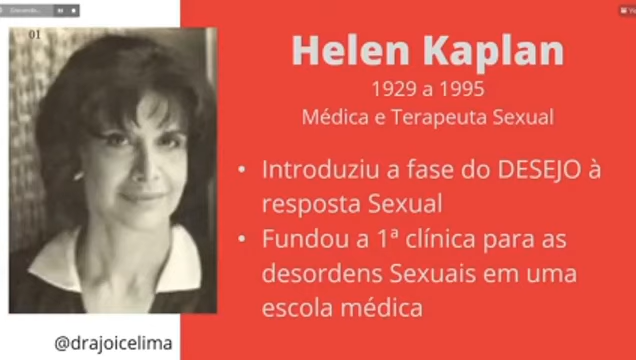 01
Helen Kaplan
1929 a 1995
Médica e Terapeuta Sexual
• Introduziu a fase do DESEJO à
resposta Sexual
• Fundou a 1ª clínica para as
desordens Sexuais em uma
escola médica
@drajoicelima